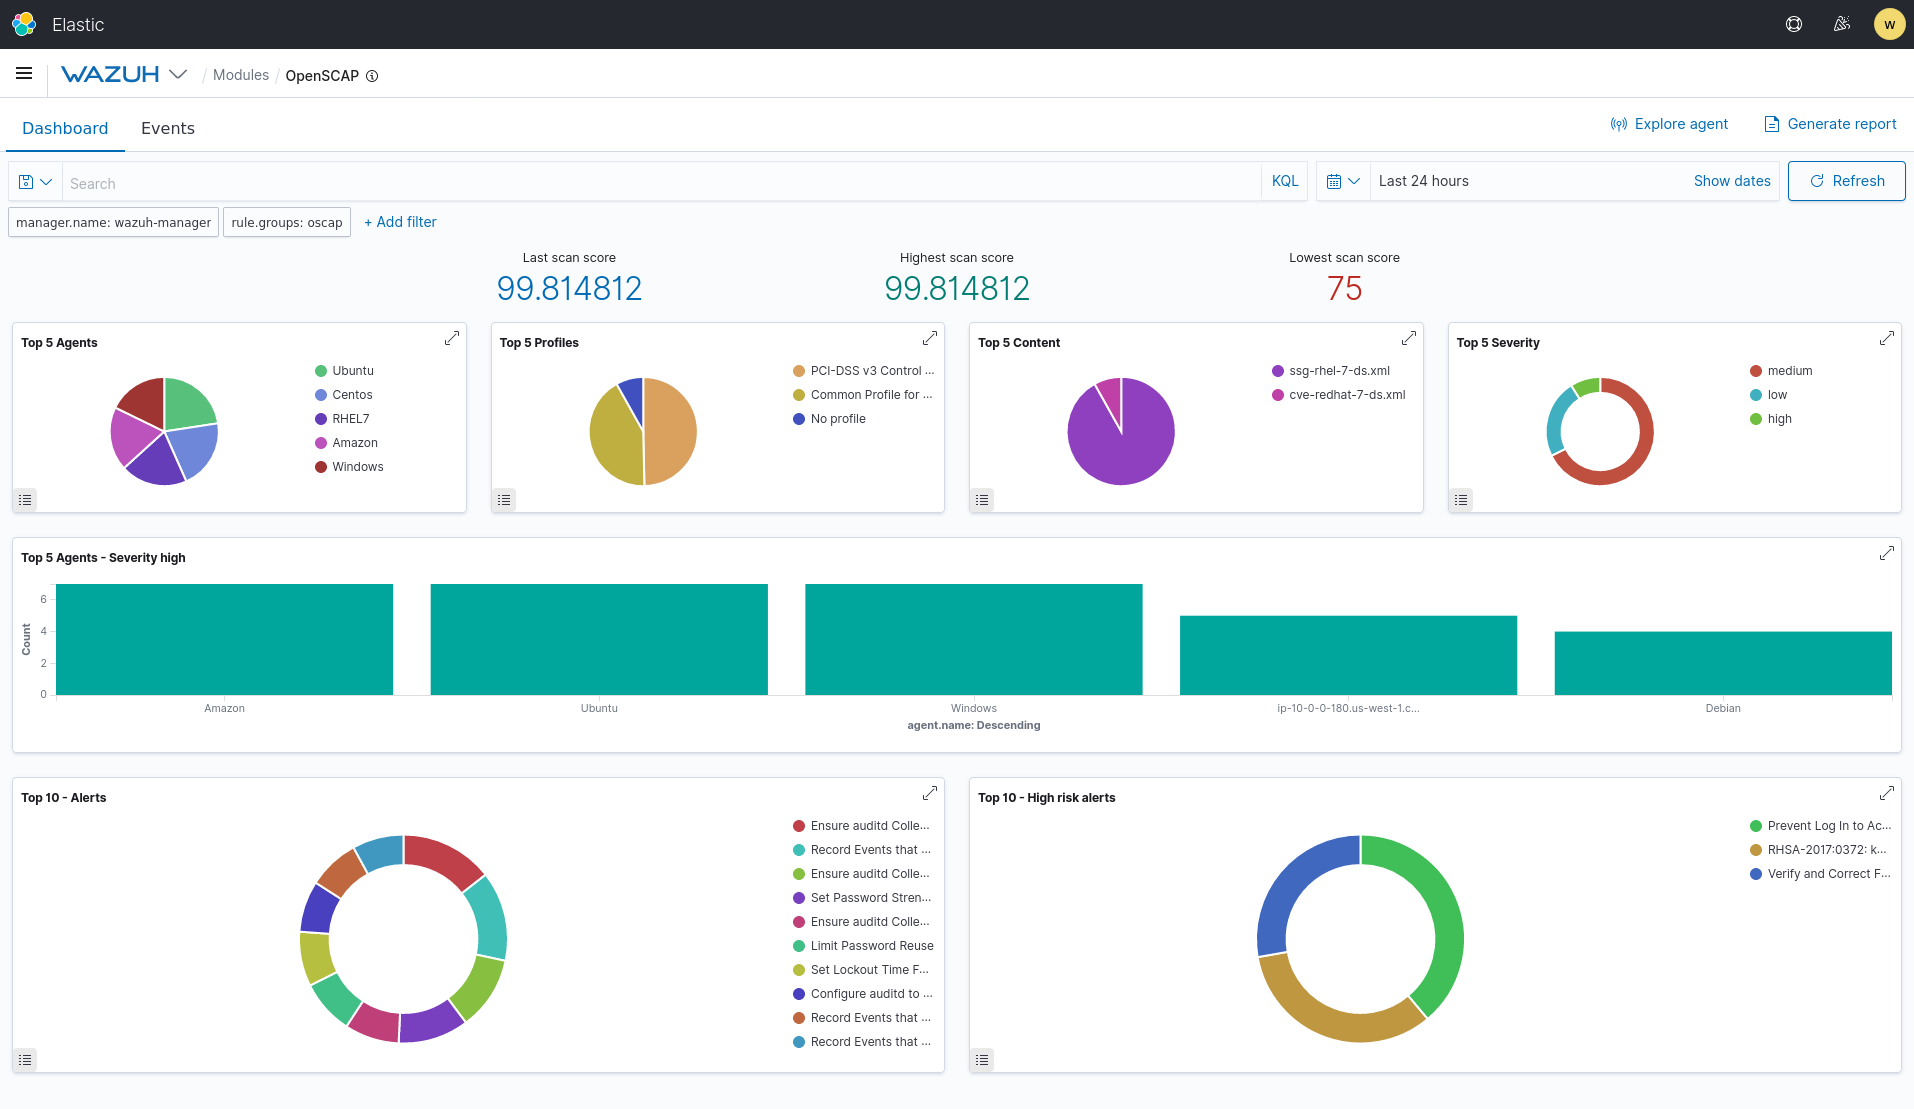 Elastic
W
WAZUH / Modules / OpenSCAP
Dashboard
Events
Explore agent
Generate report
Search
KQL
Last 24 hours
Show dates
Refresh
manager.name: wazuh-manager
rule.groups: oscap
+ Add filter
Last scan score
99.814812
Highest scan score
99.814812
Lowest scan score
75
Top 5 Agents
Ubuntu
Centos
RHEL7
Amazon
Windows
Top 5 Profiles
PCI-DSS v3 Control ...
Common Profile for ...
No profile
Top 5 Content
ssg-rhel-7-ds.xml
cve-redhat-7-ds.xml
Top 5 Severity
medium
low
high
Top 5 Agents - Severity high
Count
6
4
2
0
Amazon
Ubuntu
Windows
ip-10-0-0-180.us-west-1.c...
Debian
agent.name: Descending
Top 10 - Alerts
Ensure auditd Colle...
Record Events that ...
Ensure auditd Colle...
Set Password Stren...
Ensure auditd Colle...
Limit Password Reuse
Set Lockout Time F...
Configure auditd to ...
Record Events that ...
Record Events that ...
Top 10 - High risk alerts
Prevent Log In to Ac...
RHSA-2017:0372: k...
Verify and Correct F...